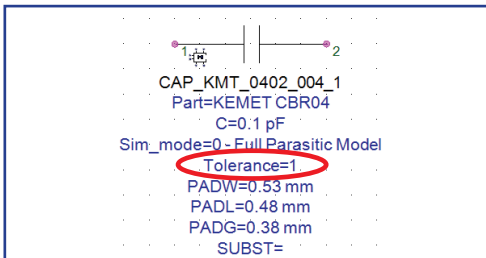 1
2
CAP_KMT_0402_004_1
Part=KEMET CBR04
C=0.1 pF
Sim_mode=0 - Full Parasitic Model
Tolerance=1
PADW=0.53 mm
PADL=0.48 mm
PADG=0.38 mm
SUBST=